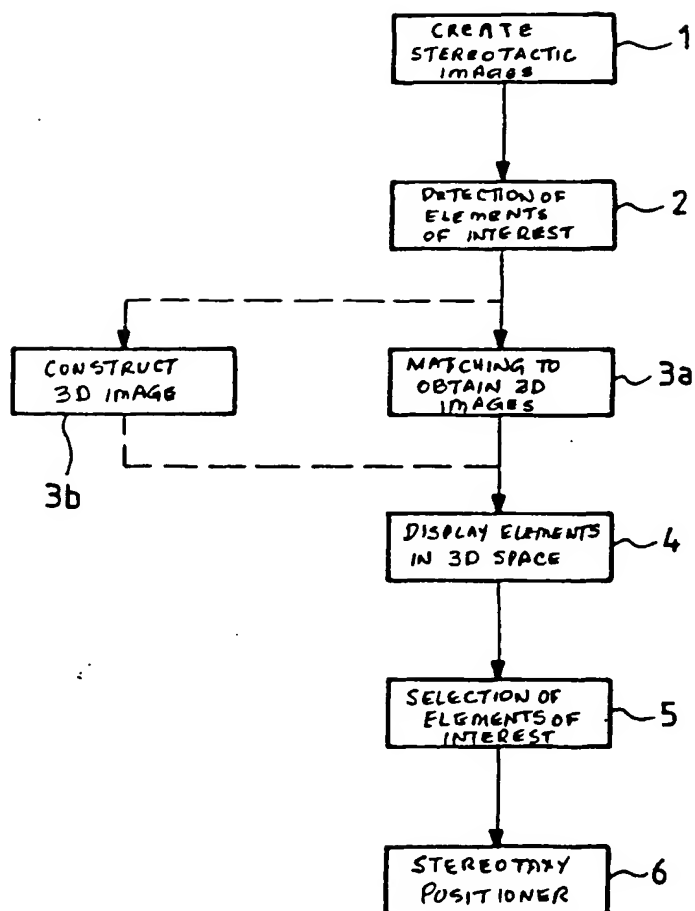 CREATE
STEREOTACTIC
IMAGES
1
DETECTION OF
ELEMENTS
OF INTEREST
2
CONSTRUCT
3D IMAGE
3b
MATCHING TO
OBTAIN 3D
IMAGES
3a
DISPLAY ELEMENTS
IN 3D SPACE
4
SELECTION OF
ELEMENTS OF
INTEREST
5
STEREOTAXY
POSITIONER
6